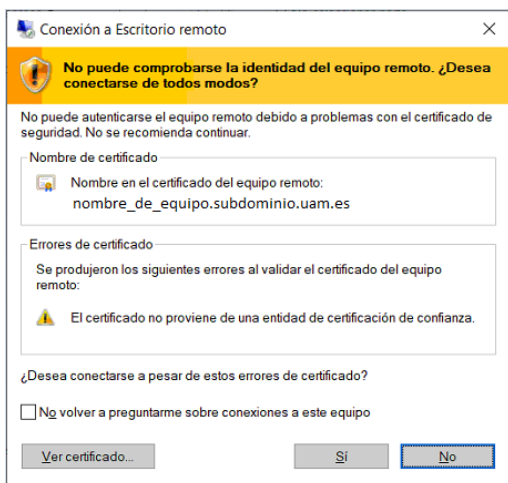 Conexión a Escritorio remoto
No puede comprobarse la identidad del equipo remoto. ¿Desea
conectarse de todos modos?
No puede autenticarse el equipo remoto debido a problemas con el certificado de
seguridad. No se recomienda continuar.
Nombre de certificado
Nombre en el certificado del equipo remoto:
nombre_de_equipo.subdominio.uam.es
Errores de certificado
Se produjeron los siguientes errores al validar el certificado del equipo
remoto:
El certificado no proviene de una entidad de certificación de confianza.
¿Desea conectarse a pesar de estos errores de certificado?
No volver a preguntarme sobre conexiones a este equipo
Ver certificado... Sí No